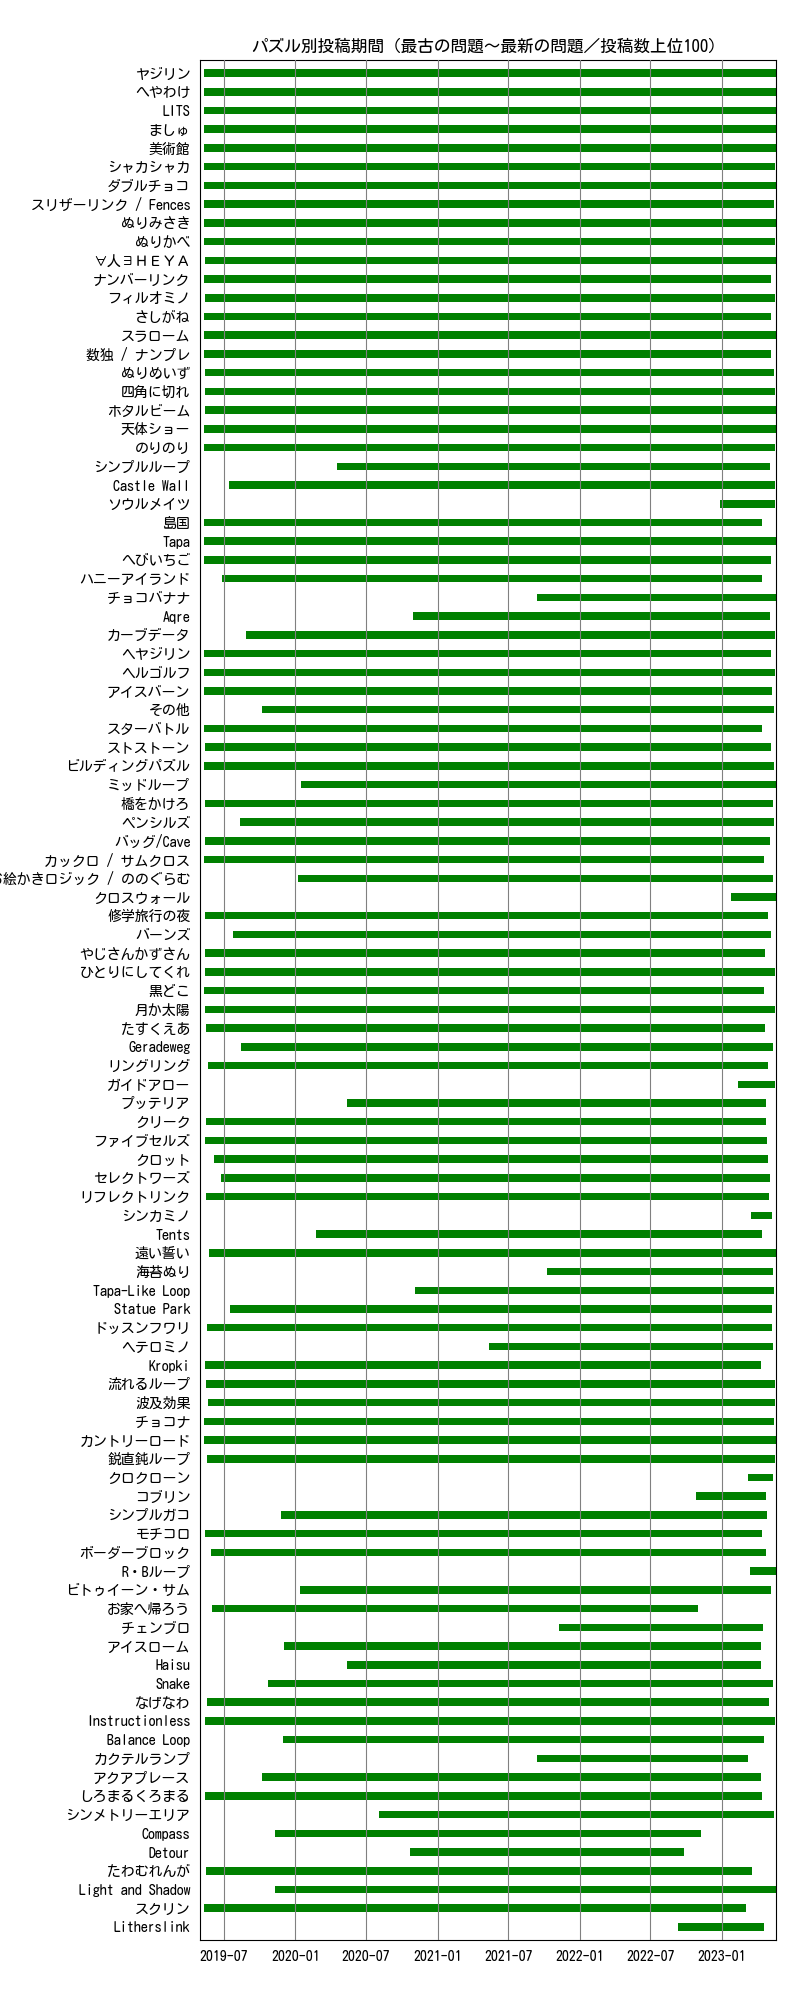 パズル別投稿期間（最古の問題～最新の問題／投稿数上位100）
ヤジリン
へやわけ
LITS
ましゅ
美術館
シャカシャカ
ダブルチョコ
スリザーリンク / Fences
ぬりみさき
ぬりかべ
∀人∃ＨＥＹＡ
ナンバーリンク
フィルオミノ
さしがね
スラローム
数独 / ナンプレ
ぬりめいず
四角に切れ
ホタルビーム
天体ショー
のりのり
シンプルループ
Castle Wall
ソウルメイツ
島国
Tapa
へびいちご
ハニーアイランド
チョコバナナ
Aqre
カーブデータ
ヘヤジリン
ヘルゴルフ
アイスバーン
その他
スターバトル
ストストーン
ビルディングパズル
ミッドループ
橋をかけろ
ペンシルズ
バッグ/Cave
カックロ / サムクロス
絵かきロジック / ののぐらむ
クロスウォール
修学旅行の夜
バーンズ
やじさんかずさん
ひとりにしてくれ
黒どこ
月か太陽
たすくえあ
Geradeweg
リングリング
ガイドアロー
プッテリア
クリーク
ファイブセルズ
クロット
セレクトワーズ
リフレクトリンク
シンカミノ
Tents
遠い誓い
海苔ぬり
Tapa-Like Loop
Statue Park
ドッスンフワリ
ヘテロミノ
Kropki
流れるループ
波及効果
チョコナ
カントリーロード
鋭直鈍ループ
クロクローン
コブリン
シンプルガコ
モチコロ
ボーダーブロック
R・Bループ
ビトゥイーン・サム
お家へ帰ろう
チェンブロ
アイスローム
Haisu
Snake
なげなわ
Instructionless
Balance Loop
カクテルランプ
アクアプレース
しろまるくろまる
シンメトリーエリア
Compass
Detour
たわむれんが
Light and Shadow
スクリン
Litherslink
2019-07 2020-01 2020-07 2021-01 2021-07 2022-01 2022-07 2023-01